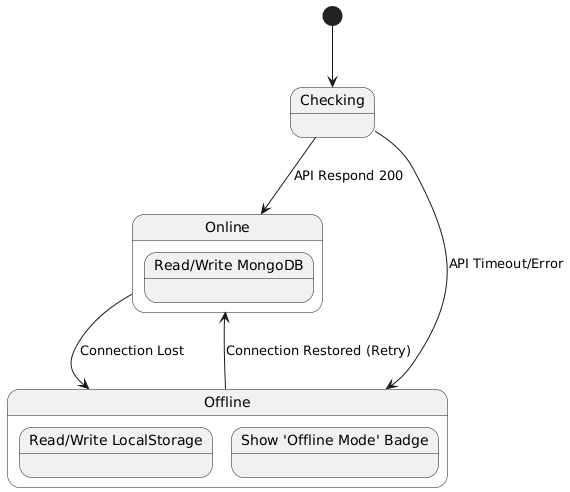 Checking
API Respond 200
Online
Read/Write MongoDB
API Timeout/Error
Connection Lost
Connection Restored (Retry)
Offline
Read/Write LocalStorage
Show 'Offline Mode' Badge